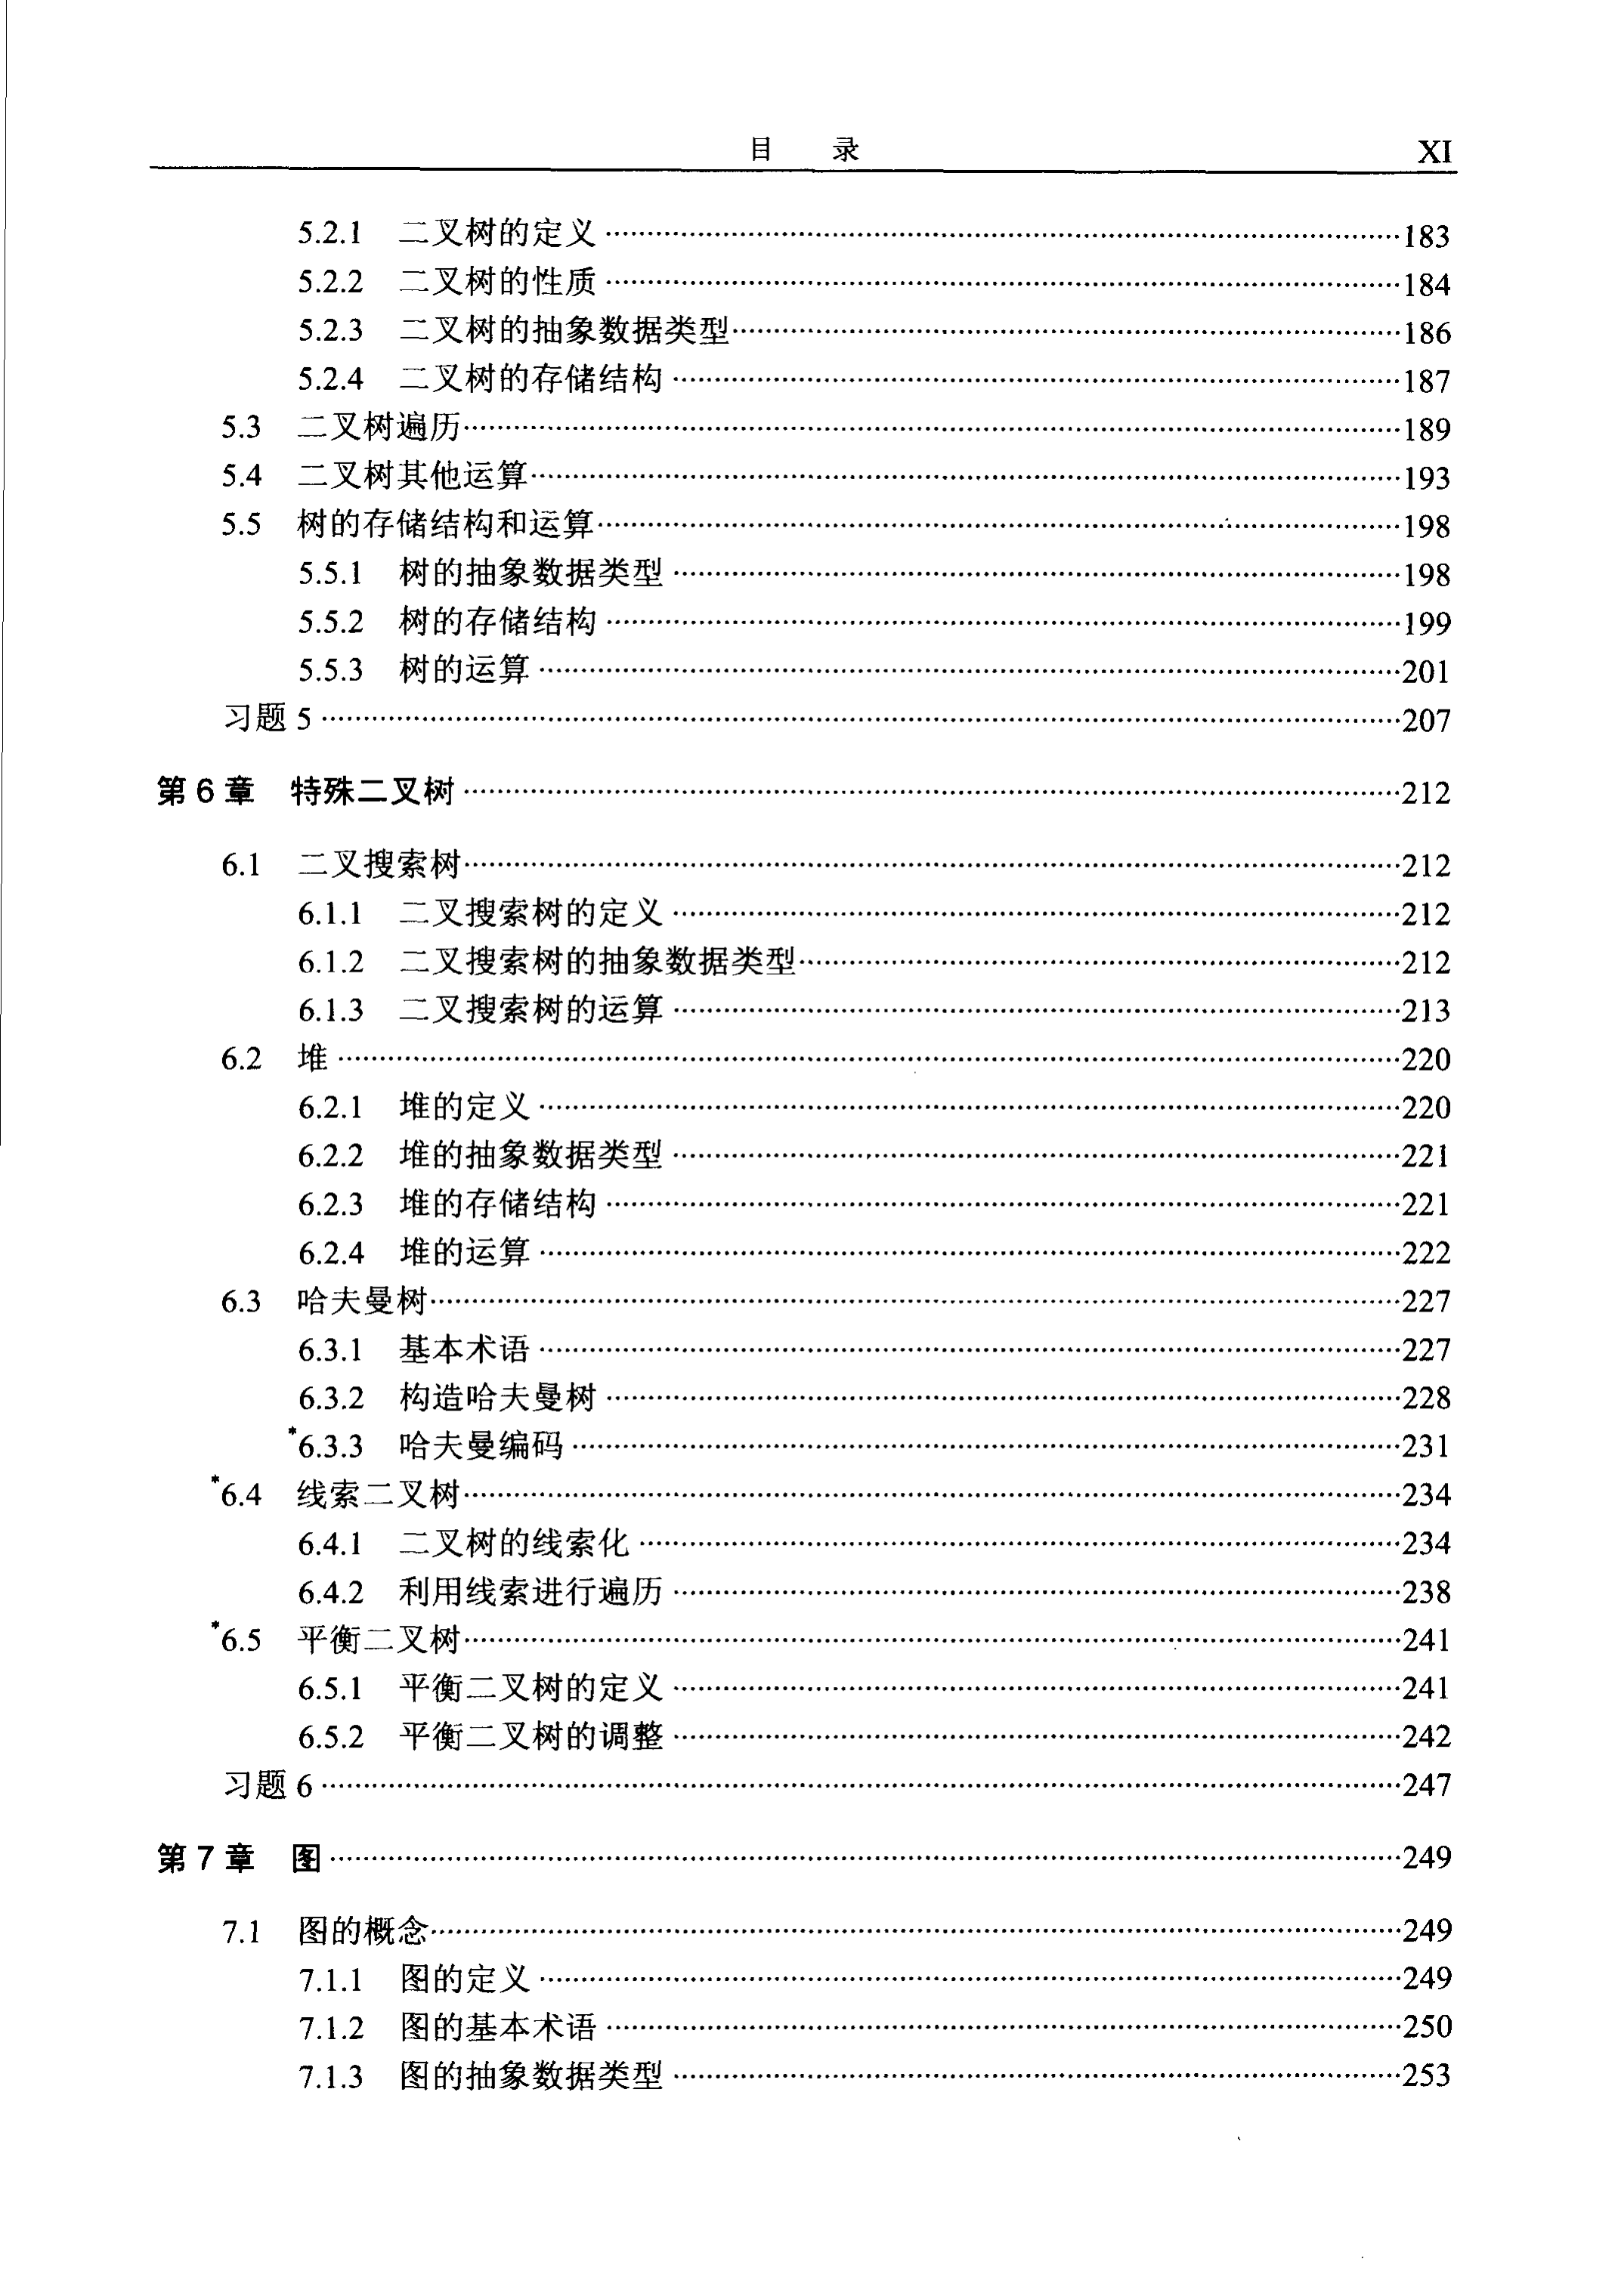 目 录 XI
5.2.1 二叉树的定义 183
5.2.2 二叉树的性质 184
5.2.3 二叉树的抽象数据类型 186
5.2.4 二叉树的存储结构 187
5.3 二叉树遍历 189
5.4 二叉树其他运算 193
5.5 树的存储结构和运算 198
5.5.1 树的抽象数据类型 198
5.5.2 树的存储结构 199
5.5.3 树的运算 201
习题 5 207
第 6 章 特殊二叉树 212
6.1 二叉搜索树 212
6.1.1 二叉搜索树的定义 212
6.1.2 二叉搜索树的抽象数据类型 212
6.1.3 二叉搜索树的运算 213
6.2 堆 220
6.2.1 堆的定义 220
6.2.2 堆的抽象数据类型 221
6.2.3 堆的存储结构 221
6.2.4 堆的运算 222
6.3 哈夫曼树 227
6.3.1 基本术语 227
6.3.2 构造哈夫曼树 228
*6.3.3 哈夫曼编码 231
*6.4 线索二叉树 234
6.4.1 二叉树的线索化 234
6.4.2 利用线索进行遍历 238
*6.5 平衡二叉树 241
6.5.1 平衡二叉树的定义 241
6.5.2 平衡二叉树的调整 242
习题 6 247
第 7 章 图 249
7.1 图的概念 249
7.1.1 图的定义 249
7.1.2 图的基本术语 250
7.1.3 图的抽象数据类型 253